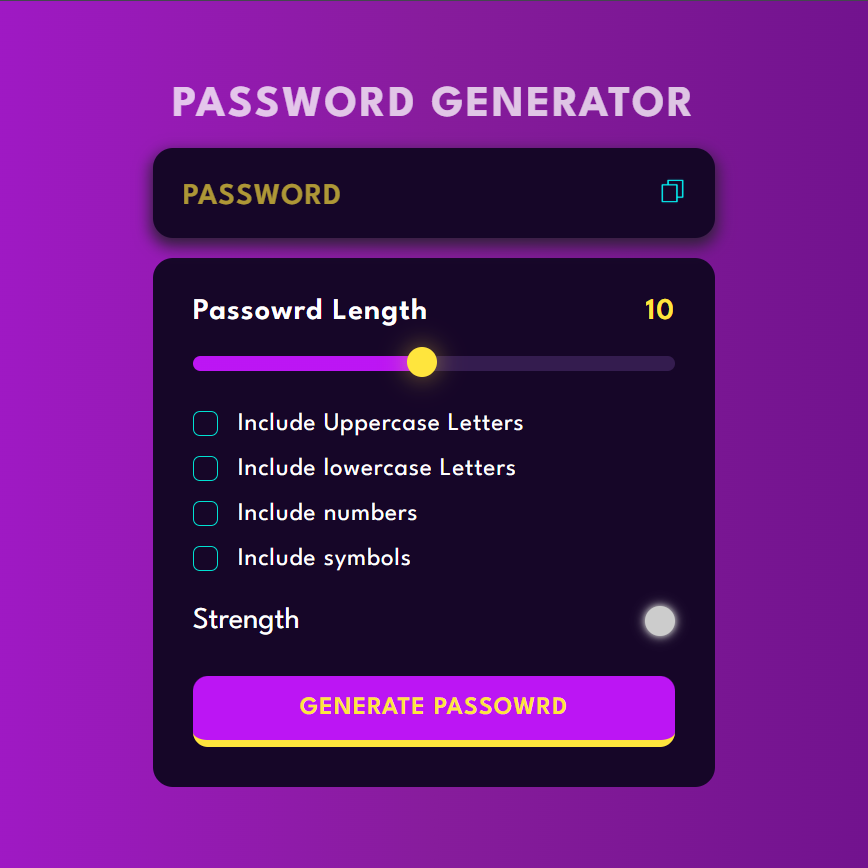 PASSWORD GENERATOR
PASSWORD
Passowrd Length 10
Include Uppercase Letters
Include lowercase Letters
Include numbers
Include symbols
Strength
GENERATE PASSOWRD